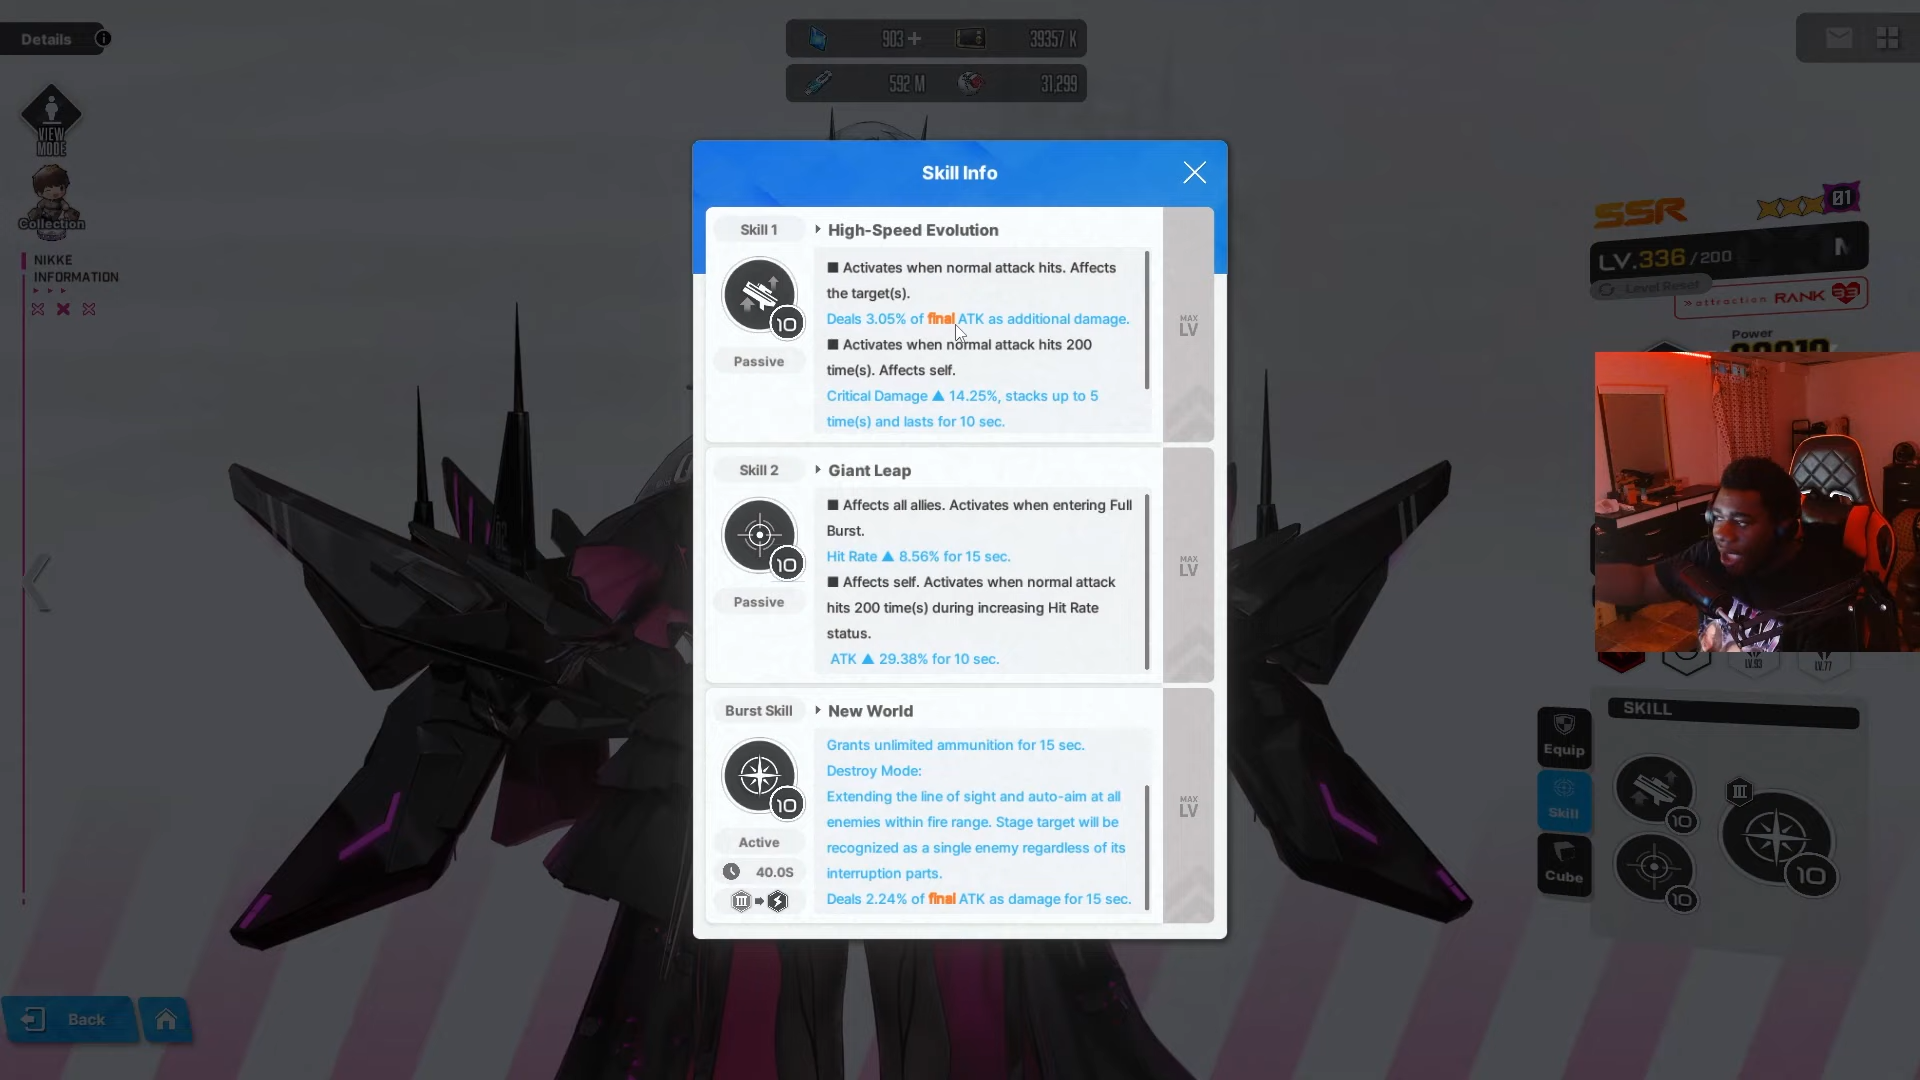 Details
903
39357 K
592 M
31,299
VIEW
MODE
Collection
NIKKE
INFORMATION
Skill Info
Skill 1
High-Speed Evolution
■ Activates when normal attack hits. Affects
the target(s).
Deals 3.05% of final ATK as additional damage.
■ Activates when normal attack hits 200
time(s). Affects self.
Critical Damage ▲ 14.25%, stacks up to 5
time(s) and lasts for 10 sec.
10
Passive
MAX
LV
Skill 2
Giant Leap
■ Affects all allies. Activates when entering Full
Burst.
Hit Rate ▲ 8.56% for 15 sec.
■ Affects self. Activates when normal attack
hits 200 time(s) during increasing Hit Rate
status.
ATK ▲ 29.38% for 10 sec.
10
Passive
MAX
LV
Burst Skill
New World
Grants unlimited ammunition for 15 sec.
Destroy Mode:
Extending the line of sight and auto-aim at all
enemies within fire range. Stage target will be
recognized as a single enemy regardless of its
interruption parts.
Deals 2.24% of final ATK as damage for 15 sec.
10
Active
40.0S
III
MAX
LV
SSR
01
LV.336/200
Level Reset
attraction RANK
Power
LV.93
LV.77
SKILL
Equip
Skill
Cube
10
10
III
10
Back